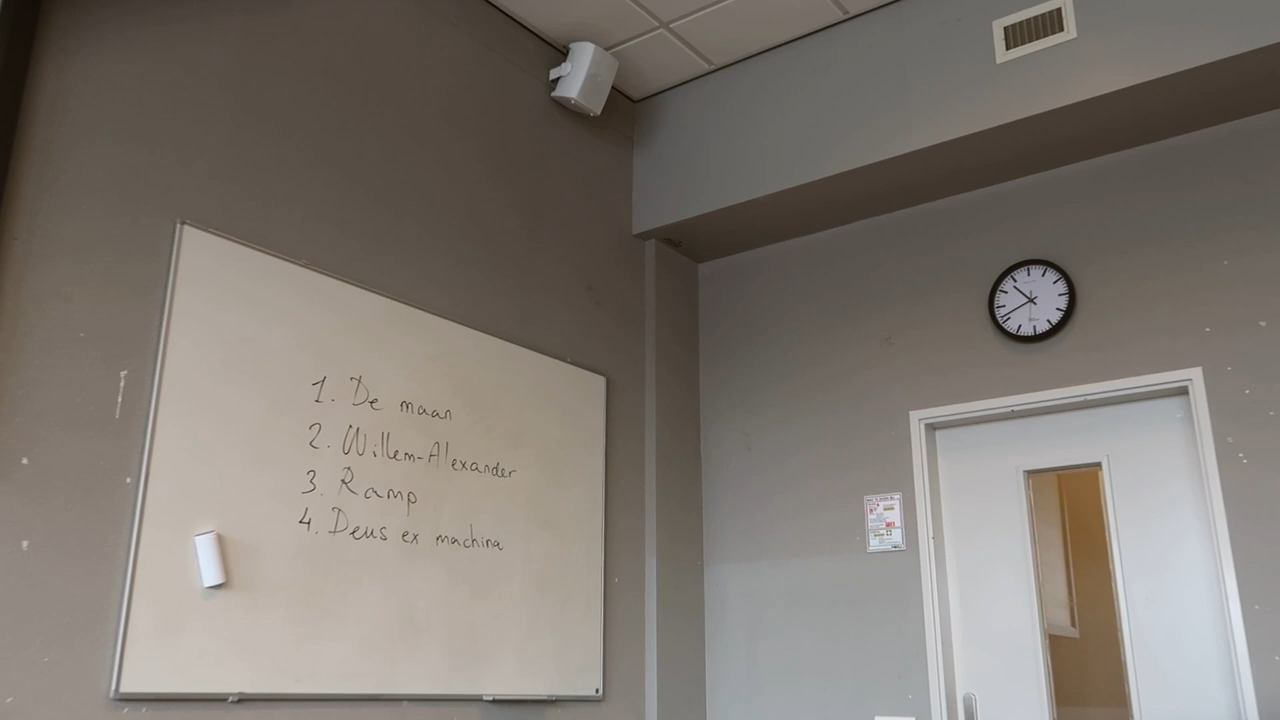 1. De maan
2. Willem-Alexander
3. Ramp
4. Deus ex machina